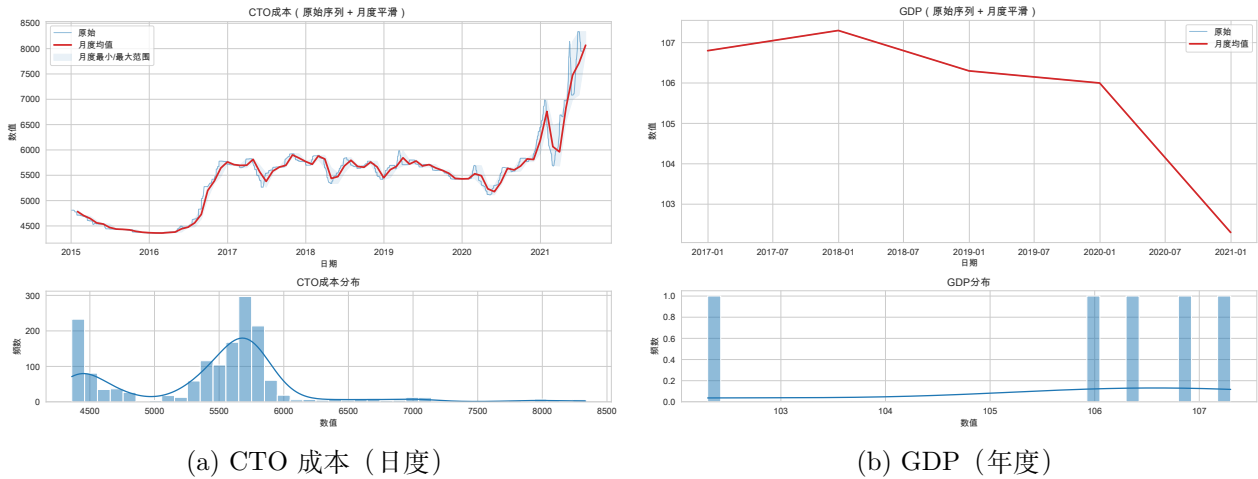 CTO成本（原始序列 + 月度平滑）
原始
月度均值
月度最小/最大范围
数值
8500
8000
7500
7000
6500
6000
5500
5000
4500
2015 2016 2017 2018 2019 2020 2021
日期
CTO成本分布
频数
300
200
100
0
4500 5000 5500 6000 6500 7000 7500 8000 8500
数值
(a) CTO 成本（日度）
GDP（原始序列 + 月度平滑）
原始
月度均值
数值
107
106
105
104
103
2017-01 2017-07 2018-01 2018-07 2019-01 2019-07 2020-01 2020-07 2021-01
日期
GDP分布
频数
1.0
0.8
0.6
0.4
0.2
0.0
103 104 105 106 107
数值
(b) GDP（年度）